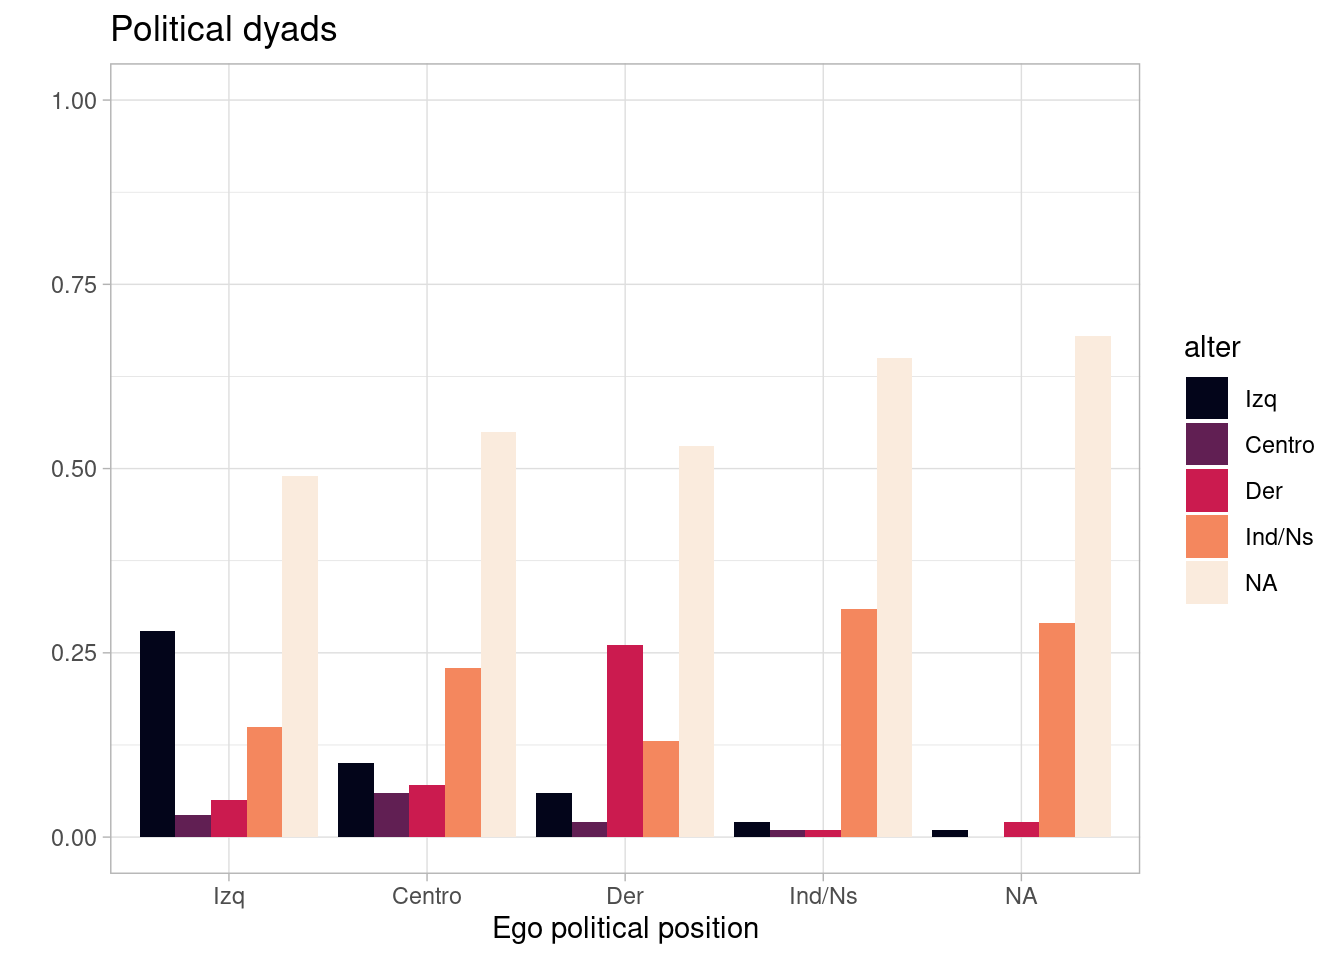 Political dyads
1.00
0.75
0.50
0.25
0.00
Izq Centro Der Ind/Ns NA
Ego political position
alter
Izq
Centro
Der
Ind/Ns
NA